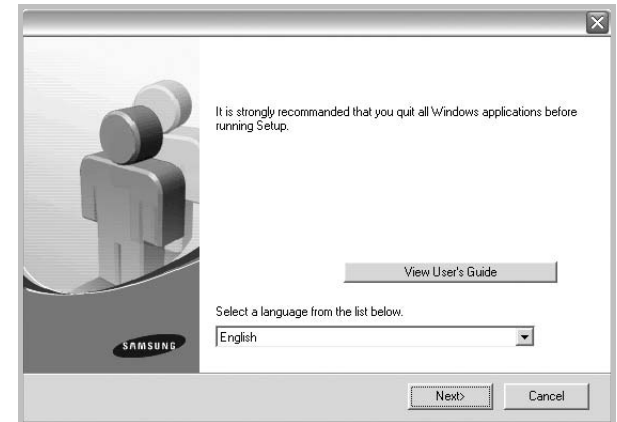 It is strongly recommanded that you quit all Windows applications before
running Setup.
View User's Guide
Select a language from the list below.
English
SAMSUNG
Next>
Cancel